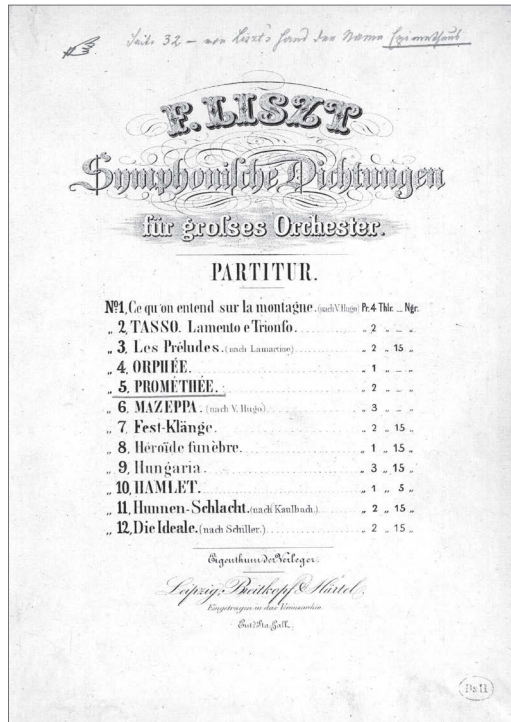 Seite 32 – von Liszt's Hand der Name Epimetheus
F. LISZT
Symphonische Dichtungen
für großes Orchester.
PARTITUR.
No 1, Ce qu'on entend sur la montagne. (nach V. Hugo) Pr. 4 Thlr. _ Ngr.
„ 2, TASSO. Lamento e Trionfo. „ 2 „ _ „
„ 3, Les Préludes. (nach Lamartine) „ 2 „ 15 „
„ 4, ORPHÉE. „ 1 „ _ „
„ 5, PROMÉTHÉE. „ 2 „ _ „
„ 6, MAZEPPA. (nach V. Hugo) „ 3 „ _ „
„ 7, Fest-Klänge. „ 2 „ 15 „
„ 8, Héroïde funèbre. „ 1 „ 15 „
„ 9, Hungaria. „ 3 „ 15 „
„ 10, HAMLET. „ 1 „ 5 „
„ 11, Hunnen-Schlacht. (nach Kaulbach.) „ 2 „ 15 „
„ 12, Die Ideale. (nach Schiller.) „ 2 „ 15 „
Eigenthum der Verleger.
Leipzig, Breitkopf & Härtel.
Eingetragen in das Vereinsarchiv.
Ent. Sta. Hall.